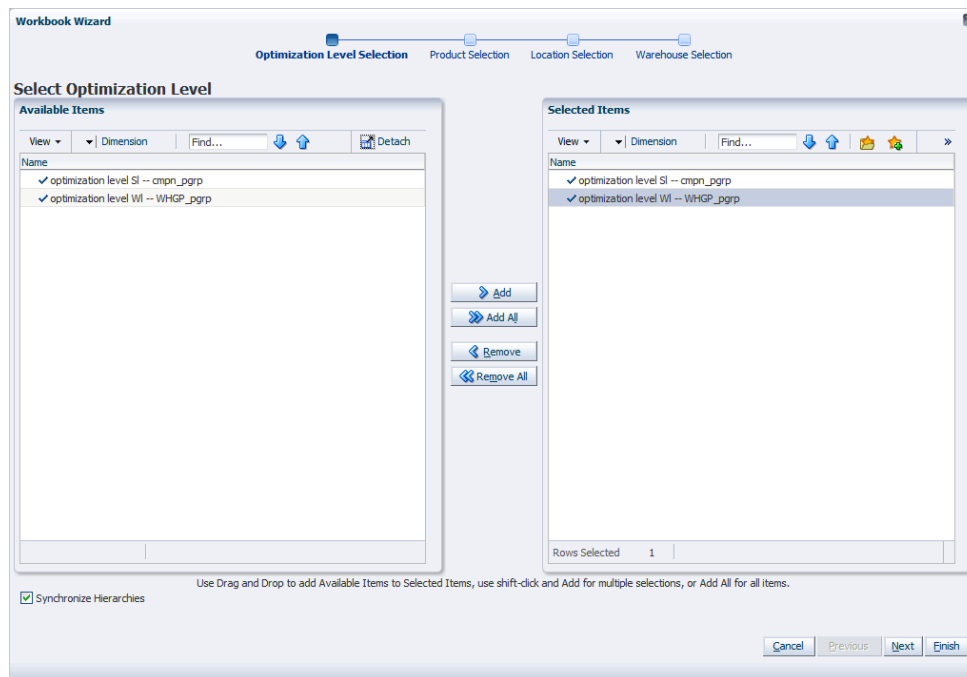 Workbook Wizard
Optimization Level Selection Product Selection Location Selection Warehouse Selection
Select Optimization Level
Available Items
View Dimension Find... Detach
Name
optimization level Sl -- cmpn_pgrp
optimization level Wl -- WHGP_pgrp
Add
Add All
Remove
Remove All
Selected Items
View Dimension Find... »
Name
optimization level Sl -- cmpn_pgrp
optimization level Wl -- WHGP_pgrp
Rows Selected 1
Use Drag and Drop to add Available Items to Selected Items, use shift-click and Add for multiple selections, or Add All for all items.
Synchronize Hierarchies
Cancel Previous Next Finish